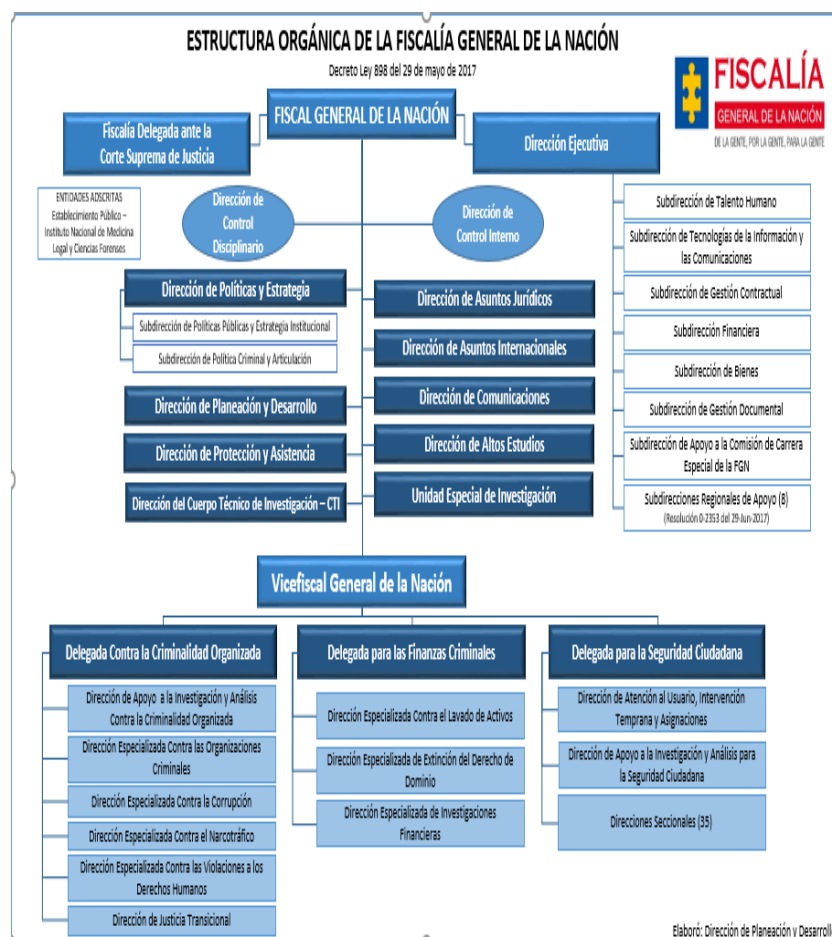 ESTRUCTURA ORGÁNICA DE LA FISCALÍA GENERAL DE LA NACIÓN
Decreto Ley 898 del 29 de mayo de 2017
FISCALÍA
GENERAL DE LA NACIÓN
DE LA GENTE, POR LA GENTE, PARA LA GENTE
FISCAL GENERAL DE LA NACIÓN
Fiscalía Delegada ante la
Corte Suprema de Justicia
Dirección Ejecutiva
ENTIDADES ADSCRITAS
Establecimiento Público –
Instituto Nacional de Medicina
Legal y Ciencias Forenses
Dirección de
Control
Disciplinario
Dirección de
Control Interno
Subdirección de Talento Humano
Subdirección de Tecnologías de la Información y
las Comunicaciones
Subdirección de Gestión Contractual
Subdirección Financiera
Subdirección de Bienes
Subdirección de Gestión Documental
Subdirección de Apoyo a la Comisión de Carrera
Especial de la FGN
Subdirecciones Regionales de Apoyo (8)
(Resolución 0-2353 del 29-Jun-2017)
Dirección de Políticas y Estrategia
Subdirección de Políticas Públicas y Estrategia Institucional
Subdirección de Política Criminal y Articulación
Dirección de Planeación y Desarrollo
Dirección de Protección y Asistencia
Dirección del Cuerpo Técnico de Investigación – CTI
Dirección de Asuntos Jurídicos
Dirección de Asuntos Internacionales
Dirección de Comunicaciones
Dirección de Altos Estudios
Unidad Especial de Investigación
Vicefiscal General de la Nación
Delegada Contra la Criminalidad Organizada
Dirección de Apoyo a la Investigación y Análisis
Contra la Criminalidad Organizada
Dirección Especializada Contra las Organizaciones
Criminales
Dirección Especializada Contra la Corrupción
Dirección Especializada Contra el Narcotráfico
Dirección Especializada Contra las Violaciones a los
Derechos Humanos
Dirección de Justicia Transicional
Delegada para las Finanzas Criminales
Dirección Especializada Contra el Lavado de Activos
Dirección Especializada de Extinción del Derecho de
Dominio
Dirección Especializada de Investigaciones
Financieras
Delegada para la Seguridad Ciudadana
Dirección de Atención al Usuario, Intervención
Temprana y Asignaciones
Dirección de Apoyo a la Investigación y Análisis para
la Seguridad Ciudadana
Direcciones Seccionales (35)
Elaboró: Dirección de Planeación y Desarroll